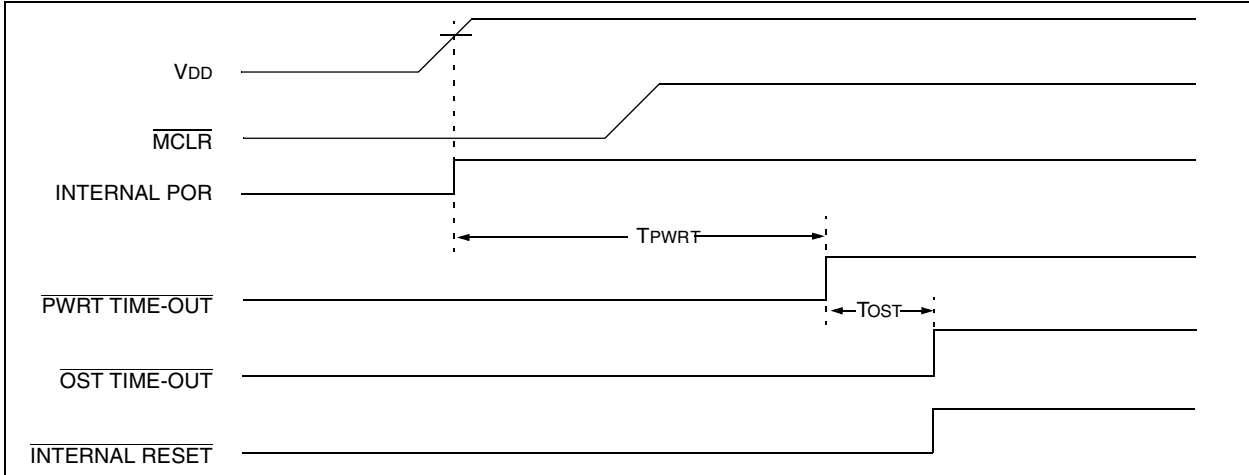 VDD
MCLR
INTERNAL POR
TPWRT
PWRT TIME-OUT
TOST
OST TIME-OUT
INTERNAL RESET